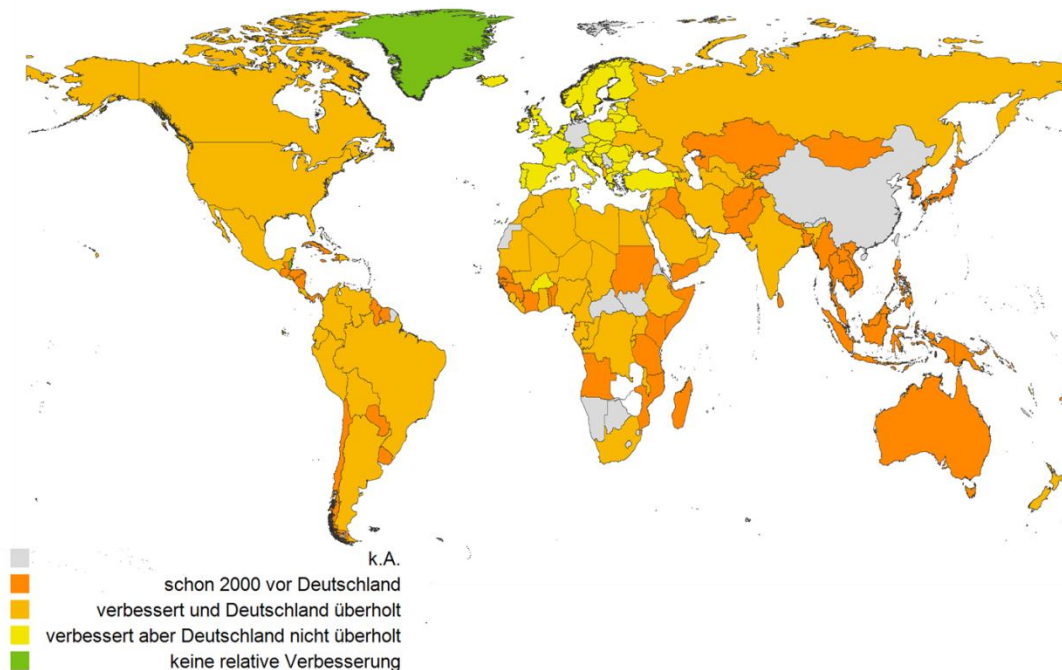 k.A.
schon 2000 vor Deutschland
verbessert und Deutschland überholt
verbessert aber Deutschland nicht überholt
keine relative Verbesserung